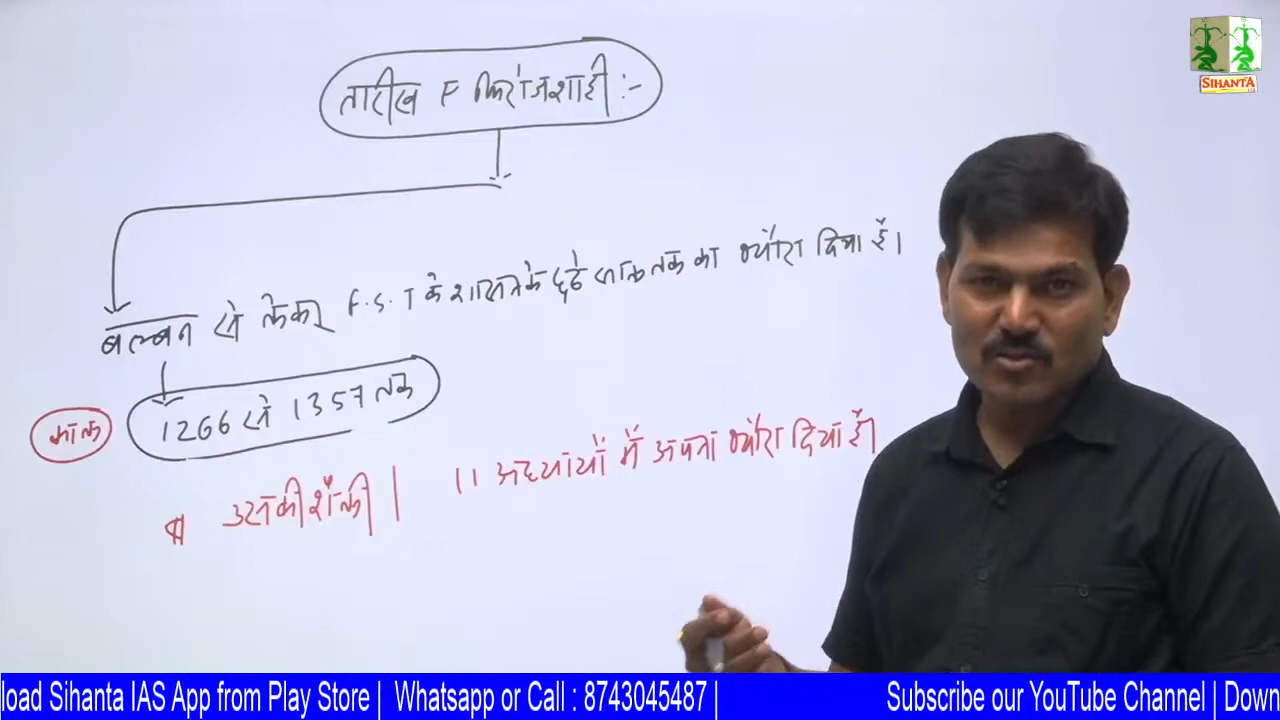 SIHANTA
तारीख F फिरोजशाही :-
बलबन से लेकर F.S.T के शासन के छठे साल तक का ब्यौरा दिया है।
काल
1266 से 1357 तक
उसकी शैली |
11 अध्यायों में अपना ब्यौरा दिया है।
load Sihanta IAS App from Play Store | Whatsapp or Call : 8743045487 | Subscribe our YouTube Channel | Down